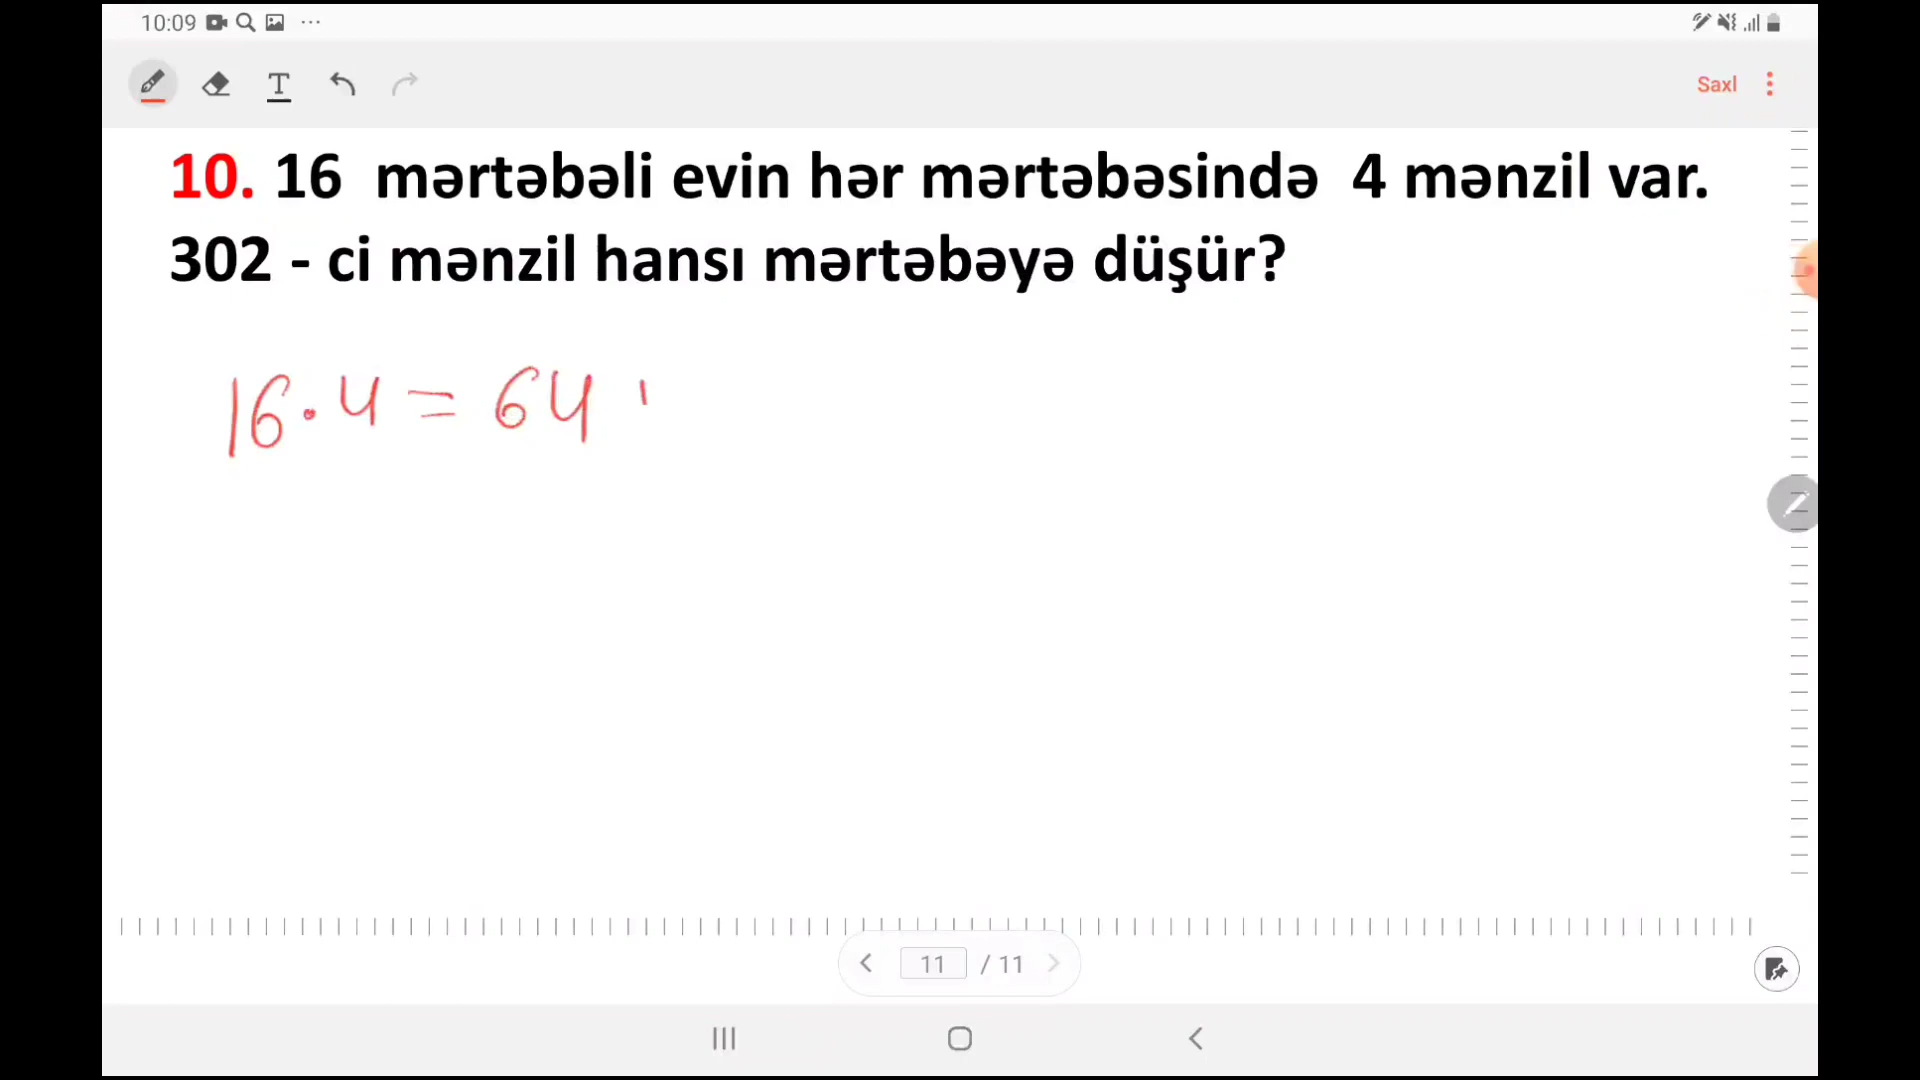 10:09
Saxl
10. 16 mərtəbəli evin hər mərtəbəsində 4 mənzil var.
302 - ci mənzil hansı mərtəbəyə düşür?
16 · 4 = 64
11 / 11